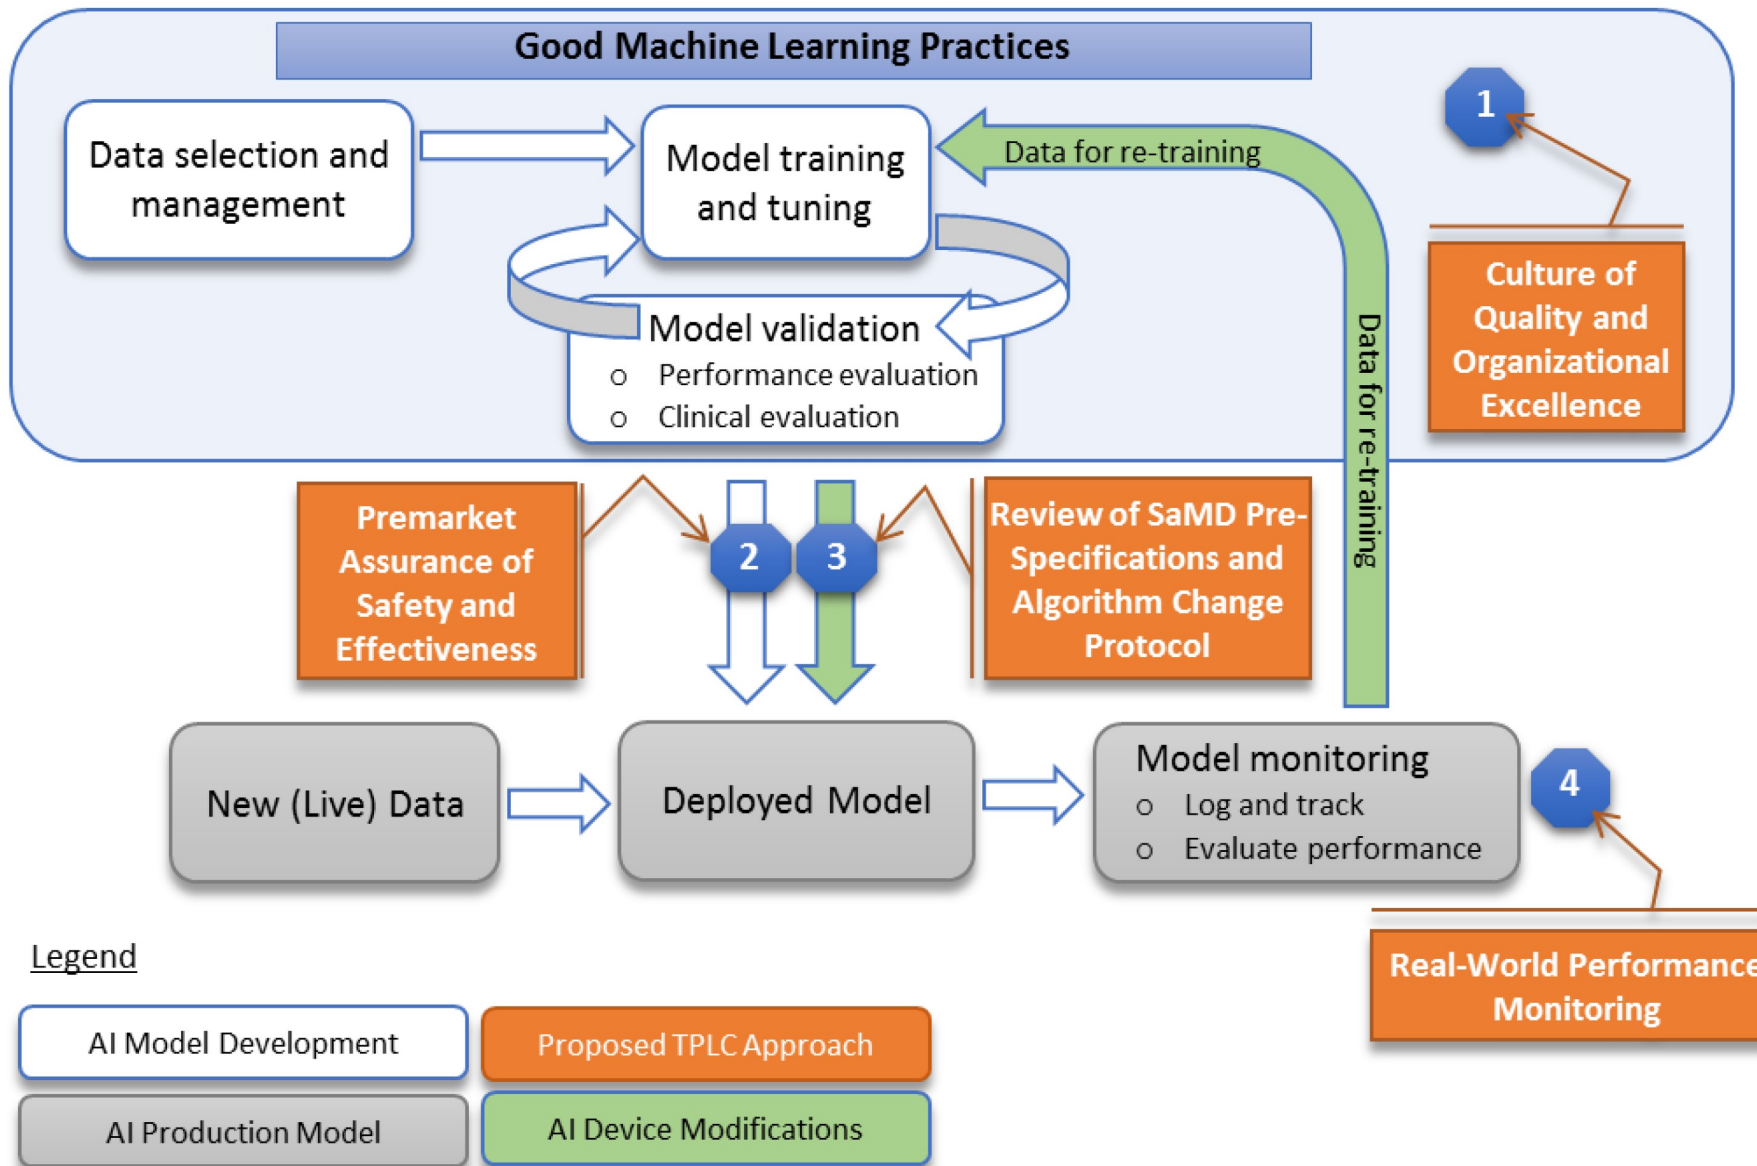 Good Machine Learning Practices
1
Data selection and
management
Model training
and tuning
Data for re-training
Culture of
Quality and
Organizational
Excellence
Model validation
o Performance evaluation
o Clinical evaluation
Data for re-training
Premarket
Assurance of
Safety and
Effectiveness
2
3
Review of SaMD Pre-
Specifications and
Algorithm Change
Protocol
New (Live) Data
Deployed Model
Model monitoring
o Log and track
o Evaluate performance
4
Real-World Performance
Monitoring
Legend
AI Model Development
Proposed TPLC Approach
AI Production Model
AI Device Modifications